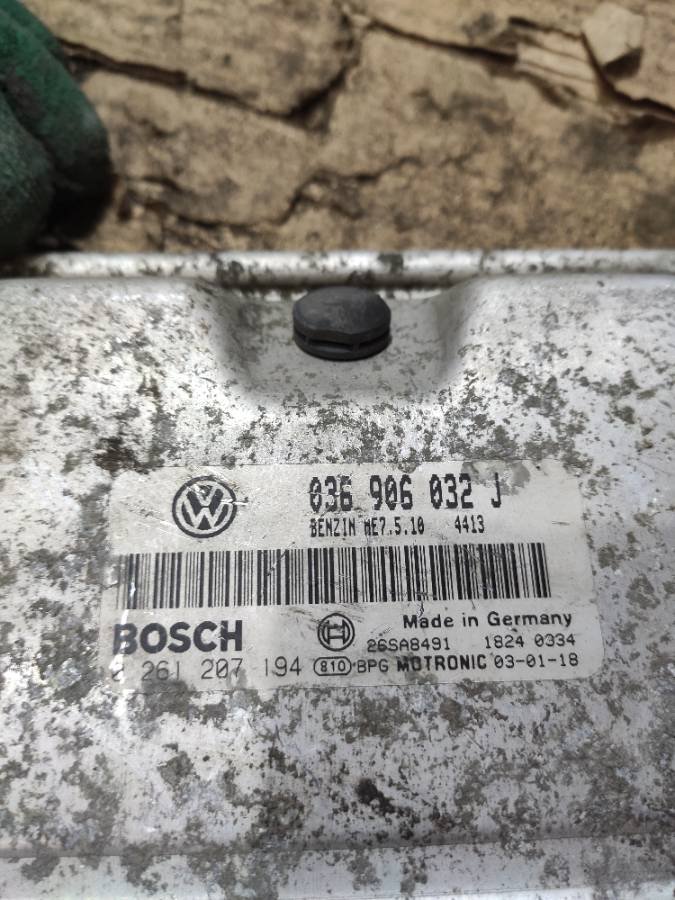 036 906 032 J
BENZIN ME7.5.10 4413
Made in Germany
BOSCH 26SA8491 1824 0334
261 207 194 810 BPG MOTRONIC 03-01-18